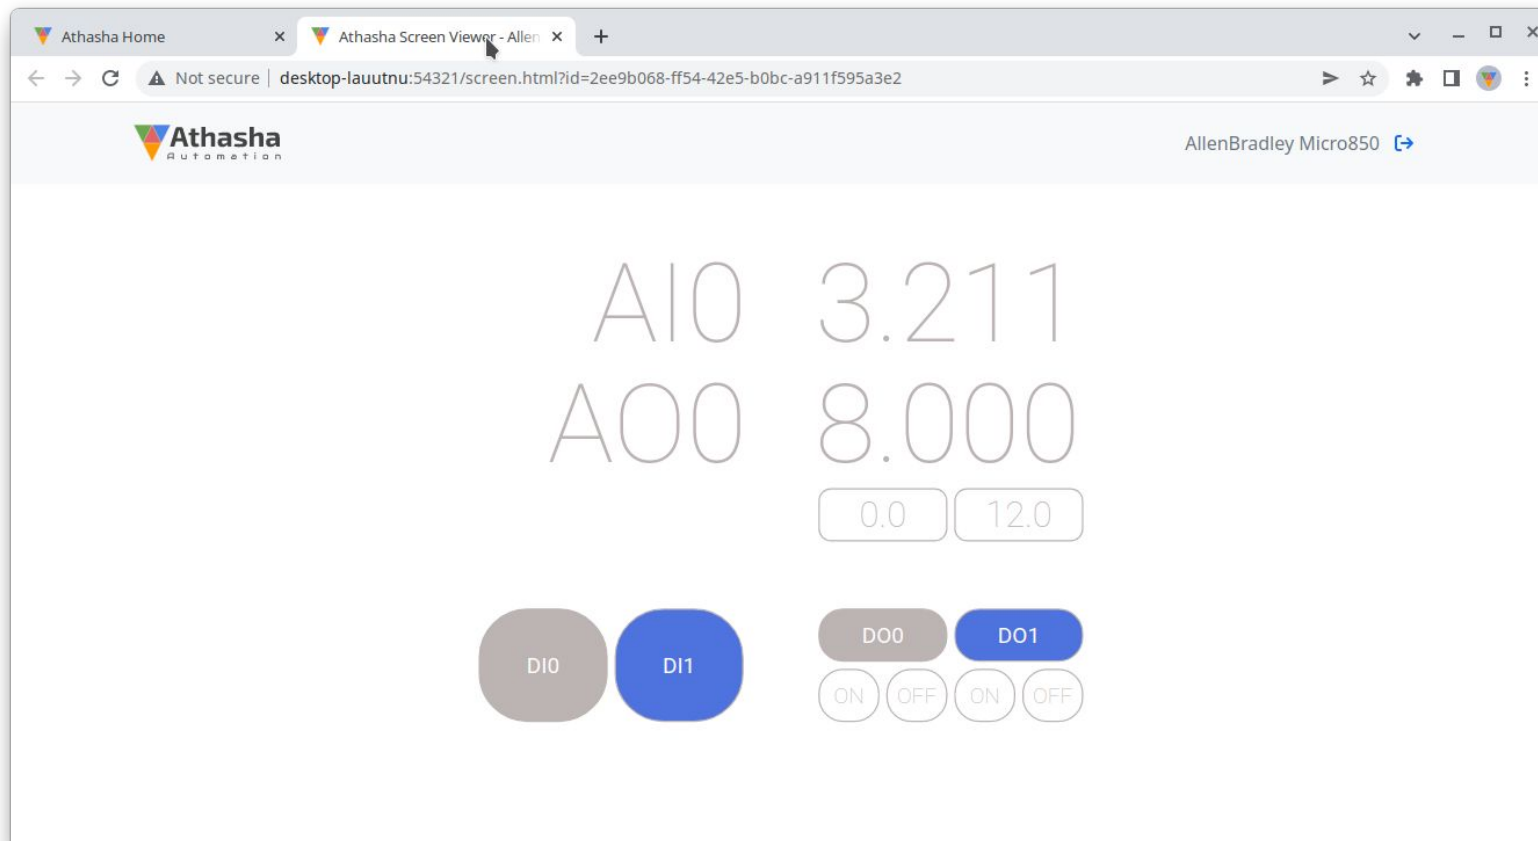 Athasha Home
Athasha Screen Viewer - Allen
Not secure desktop-lauutnu:54321/screen.html?id=2ee9b068-ff54-42e5-b0bc-a911f595a3e2
Athasha
Automation
AllenBradley Micro850
AI0 3.211
AO0 8.000
0.0 12.0
DI0 DI1 DO0 DO1
ON OFF ON OFF